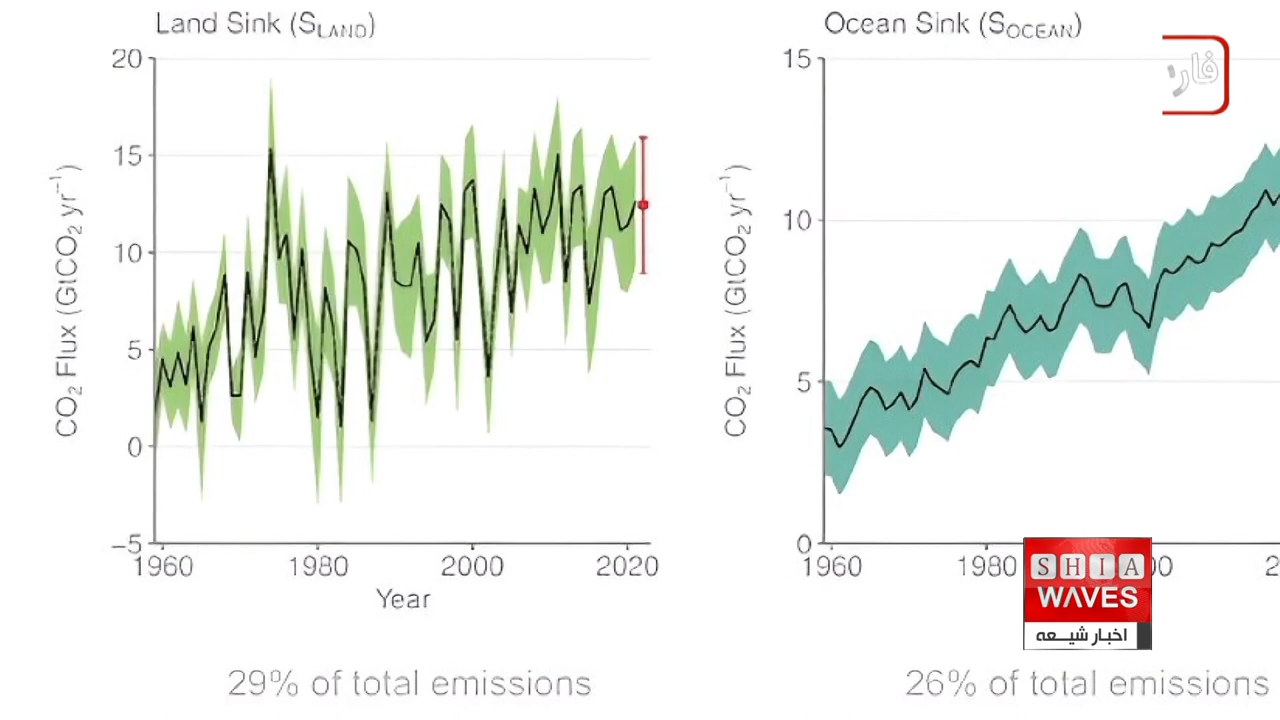 Land Sink (S_LAND)
20
15
10
5
0
−5
CO₂ Flux (GtCO₂ yr⁻¹)
1960 1980 2000 2020
Year
29% of total emissions
Ocean Sink (S_OCEAN)
15
10
5
0
CO₂ Flux (GtCO₂ yr⁻¹)
1960 1980
26% of total emissions
SHIA
WAVES
اخبار شیعه